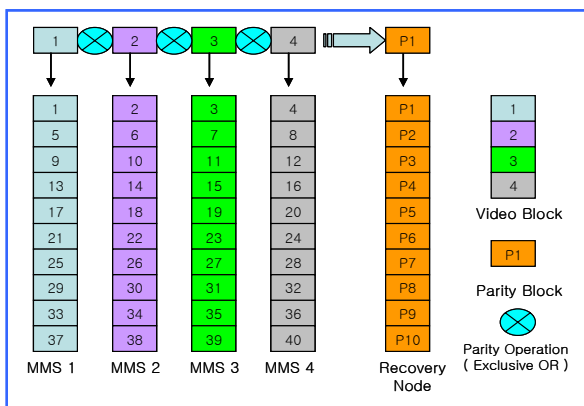 1 2 3 4 P1
1 2 3 4 P1 1
5 6 7 8 P2 2
9 10 11 12 P3 3
13 14 15 16 P4 4
17 18 19 20 P5 Video Block
21 22 23 24 P6 P1
25 26 27 28 P7
29 30 31 32 P8 Parity Block
33 34 35 36 P9
37 38 39 40 P10
MMS 1 MMS 2 MMS 3 MMS 4
Recovery
Node
Parity Operation
( Exclusive OR )